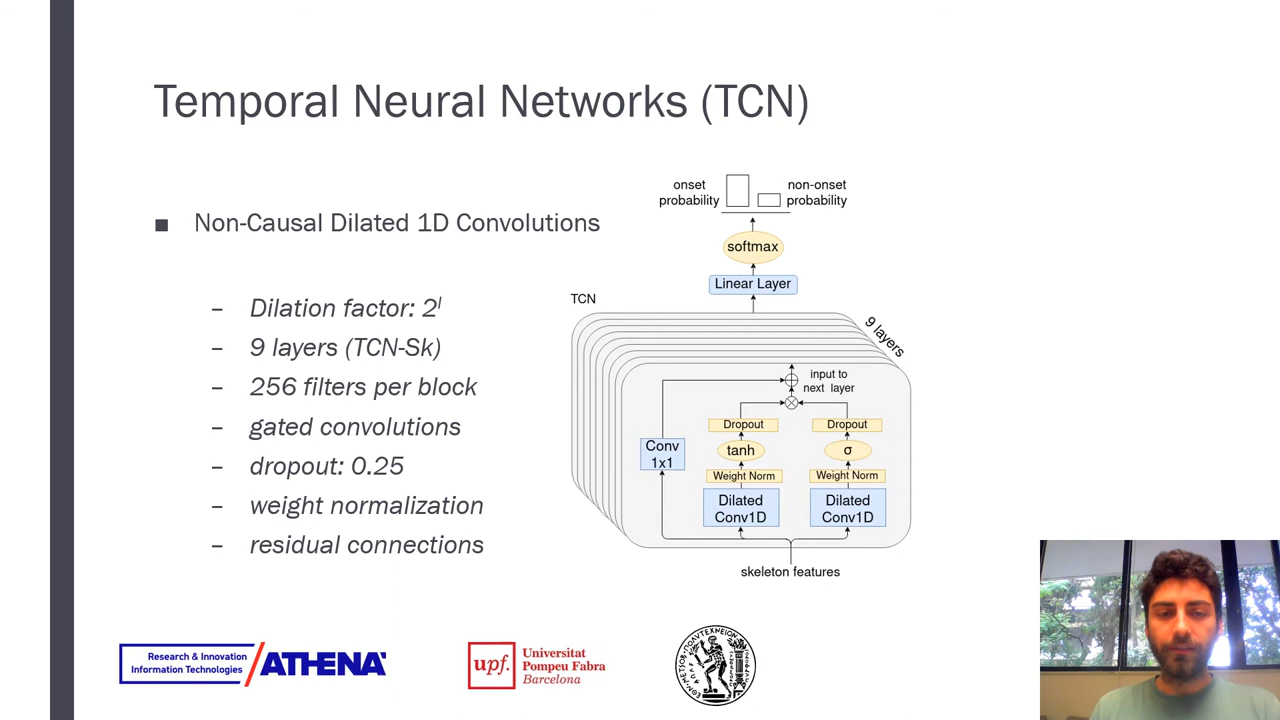 Temporal Neural Networks (TCN)
■ Non-Causal Dilated 1D Convolutions
– Dilation factor: 2^l
– 9 layers (TCN-Sk)
– 256 filters per block
– gated convolutions
– dropout: 0.25
– weight normalization
– residual connections
onset probability
non-onset probability
softmax
Linear Layer
TCN
9 layers
input to
next layer
Dropout
Dropout
Conv
1x1
tanh
σ
Weight Norm
Weight Norm
Dilated
Conv1D
Dilated
Conv1D
skeleton features
Research & Innovation
Information Technologies
ATHENA
upf.
Universitat
Pompeu Fabra
Barcelona